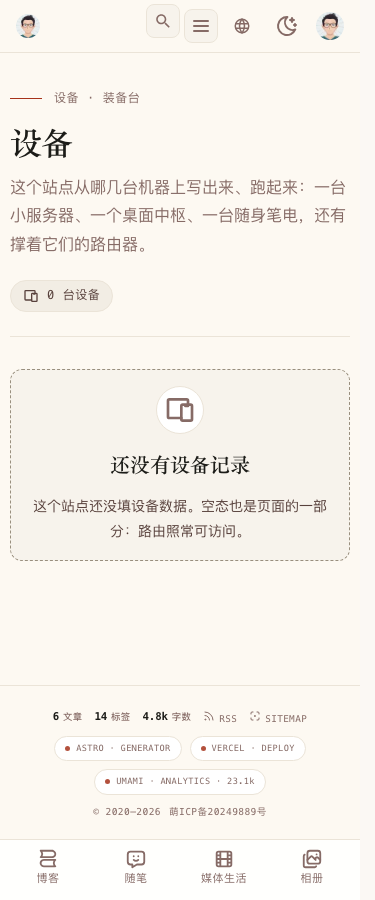 设备 · 装备台
设备
这个站点从哪几台机器上写出来、跑起来：一台
小服务器、一个桌面中枢、一台随身笔电，还有
撑着它们的路由器。
0 台设备
还没有设备记录
这个站点还没填设备数据。空态也是页面的一部
分：路由照常可访问。
6 文章 14 标签 4.8k 字数 RSS SITEMAP
ASTRO · GENERATOR VERCEL · DEPLOY
UMAMI · ANALYTICS · 23.1k
© 2020—2026 萌ICP备20249889号
博客 随笔 媒体生活 相册